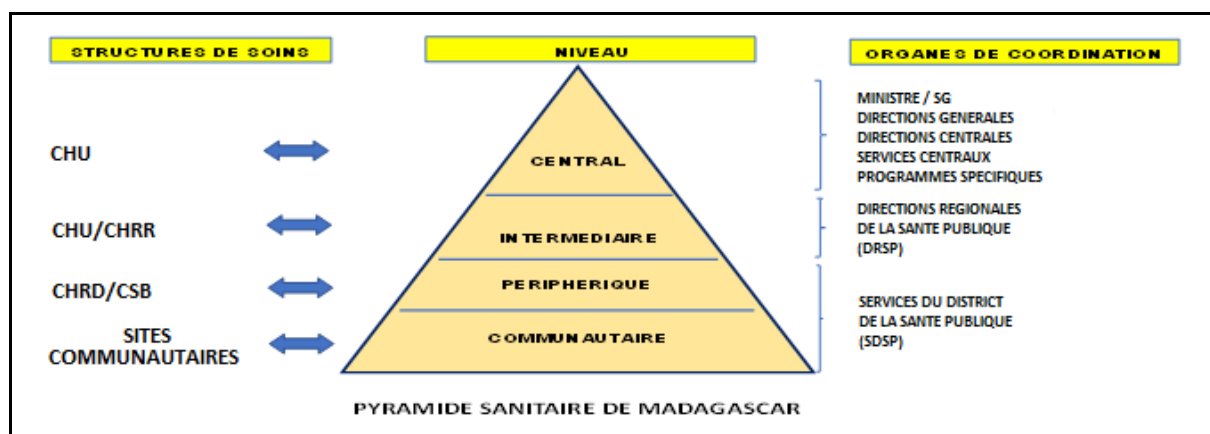 STRUCTURES DE SOINS
NIVEAU
ORGANES DE COORDINATION
CHU
CENTRAL
MINISTRE / SG
DIRECTIONS GENERALES
DIRECTIONS CENTRALES
SERVICES CENTRAUX
PROGRAMMES SPECIFIQUES
CHU/CHRR
INTERMEDIAIRE
DIRECTIONS REGIONALES
DE LA SANTE PUBLIQUE
(DRSP)
CHRD/CSB
PERIPHERIQUE
SITES
COMMUNAUTAIRES
COMMUNAUTAIRE
SERVICES DU DISTRICT
DE LA SANTE PUBLIQUE
(SDSP)
PYRAMIDE SANITAIRE DE MADAGASCAR